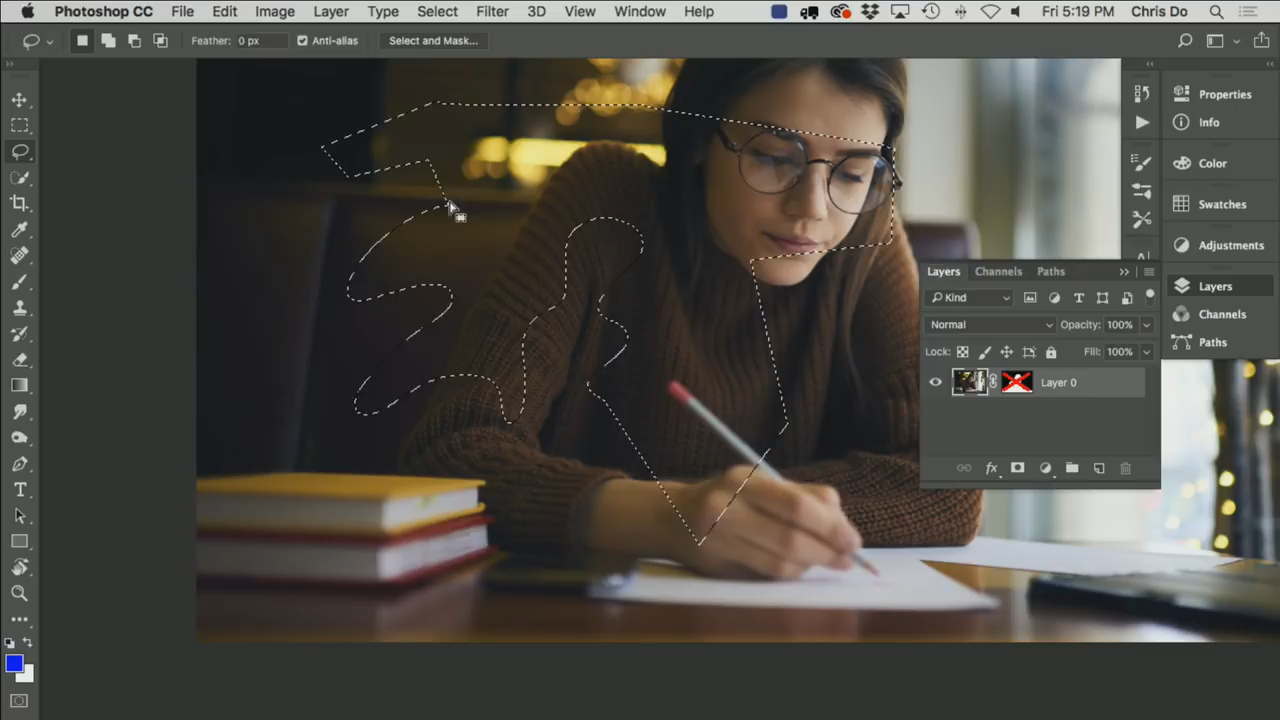 Photoshop CC File Edit Image Layer Type Select Filter 3D View Window Help Fri 5:19 PM Chris Do
Feather: 0 px Anti-alias Select and Mask...
Properties
Info
Color
Swatches
Adjustments
Layers
Channels
Paths
Layers Channels Paths
Kind
Normal Opacity: 100%
Lock: Fill: 100%
Layer 0
fx